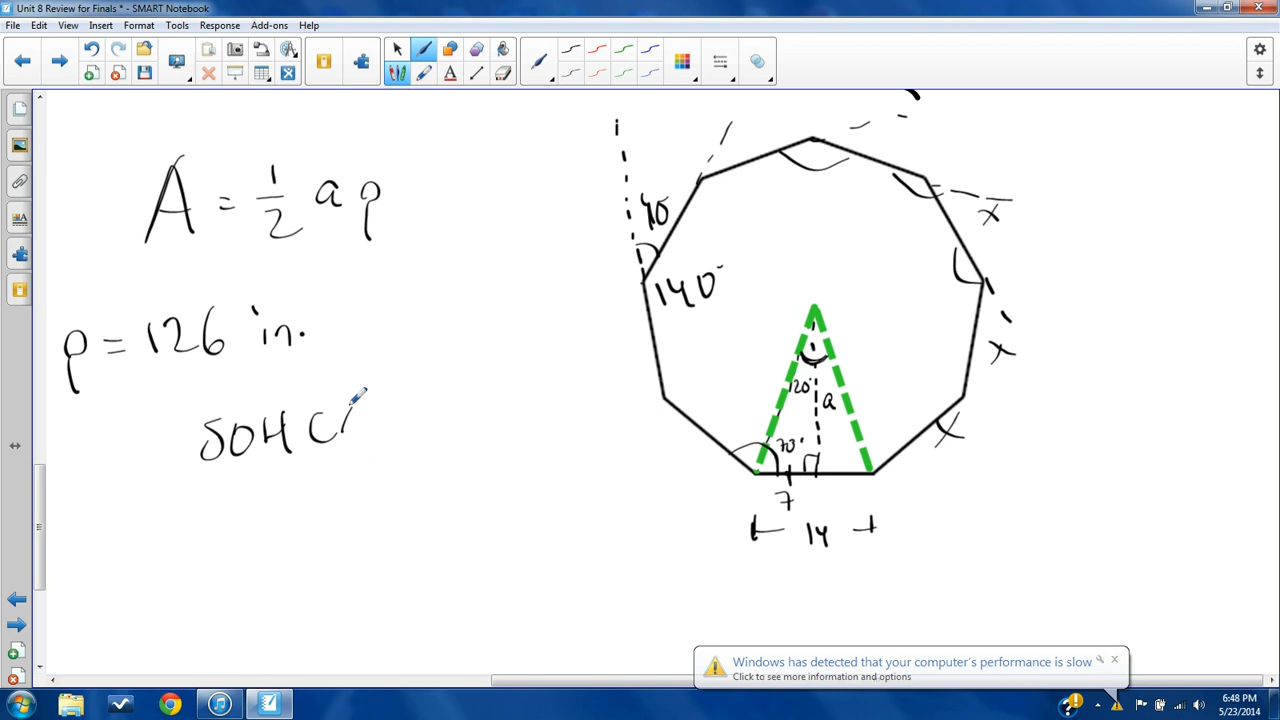 Unit 8 Review for Finals * - SMART Notebook
File Edit View Insert Format Tools Response Add-ons Help
A = 1/2 a p
p = 126 in.
SOH C
40
140°
x
x
x
120°
a
70°
7
14
Windows has detected that your computer's performance is slow
Click to see more information and options
6:48 PM
5/23/2014